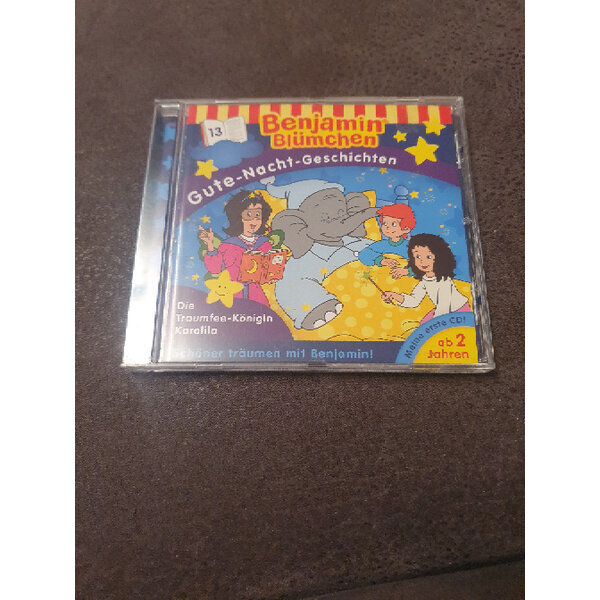 13
Benjamin
Blümchen
Gute-Nacht-Geschichten
Die
Traumfee-Königin
Karolila
Schöner träumen mit Benjamin!
Meine erste CD!
ab 2
Jahren